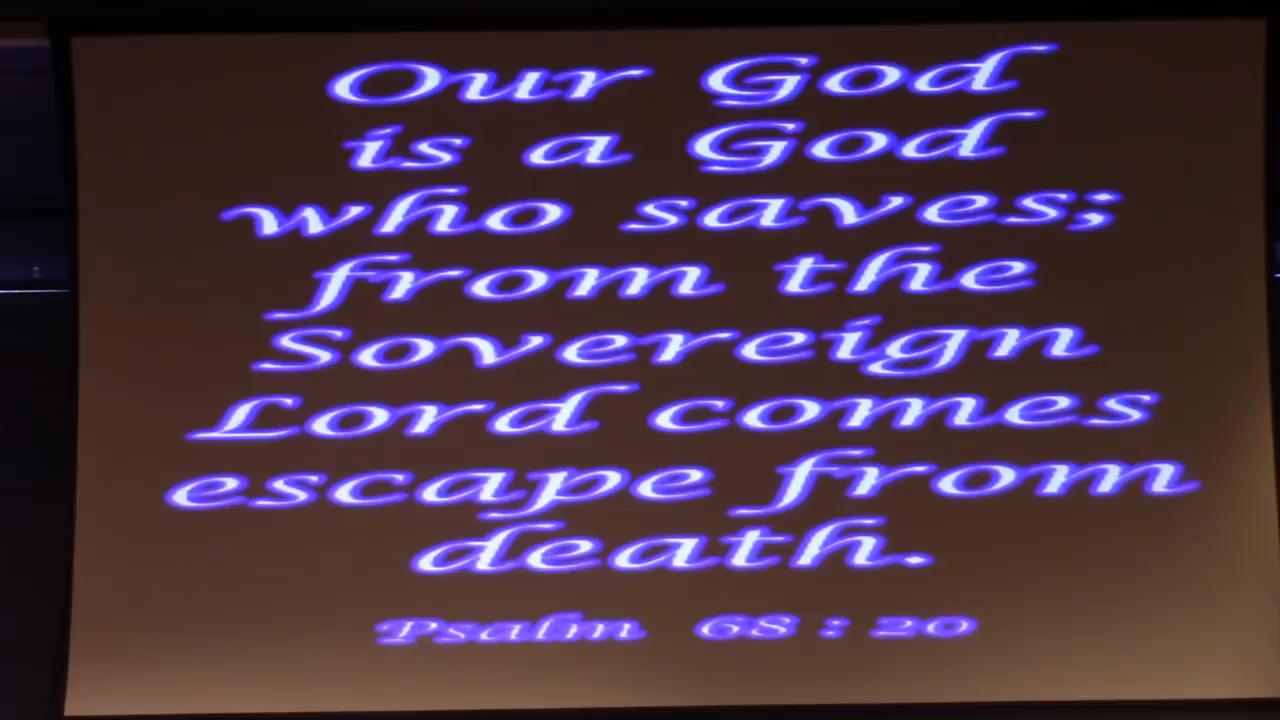 Our God
is a God
who saves;
from the
Sovereign
Lord comes
escape from
death.
Psalm 68 : 20